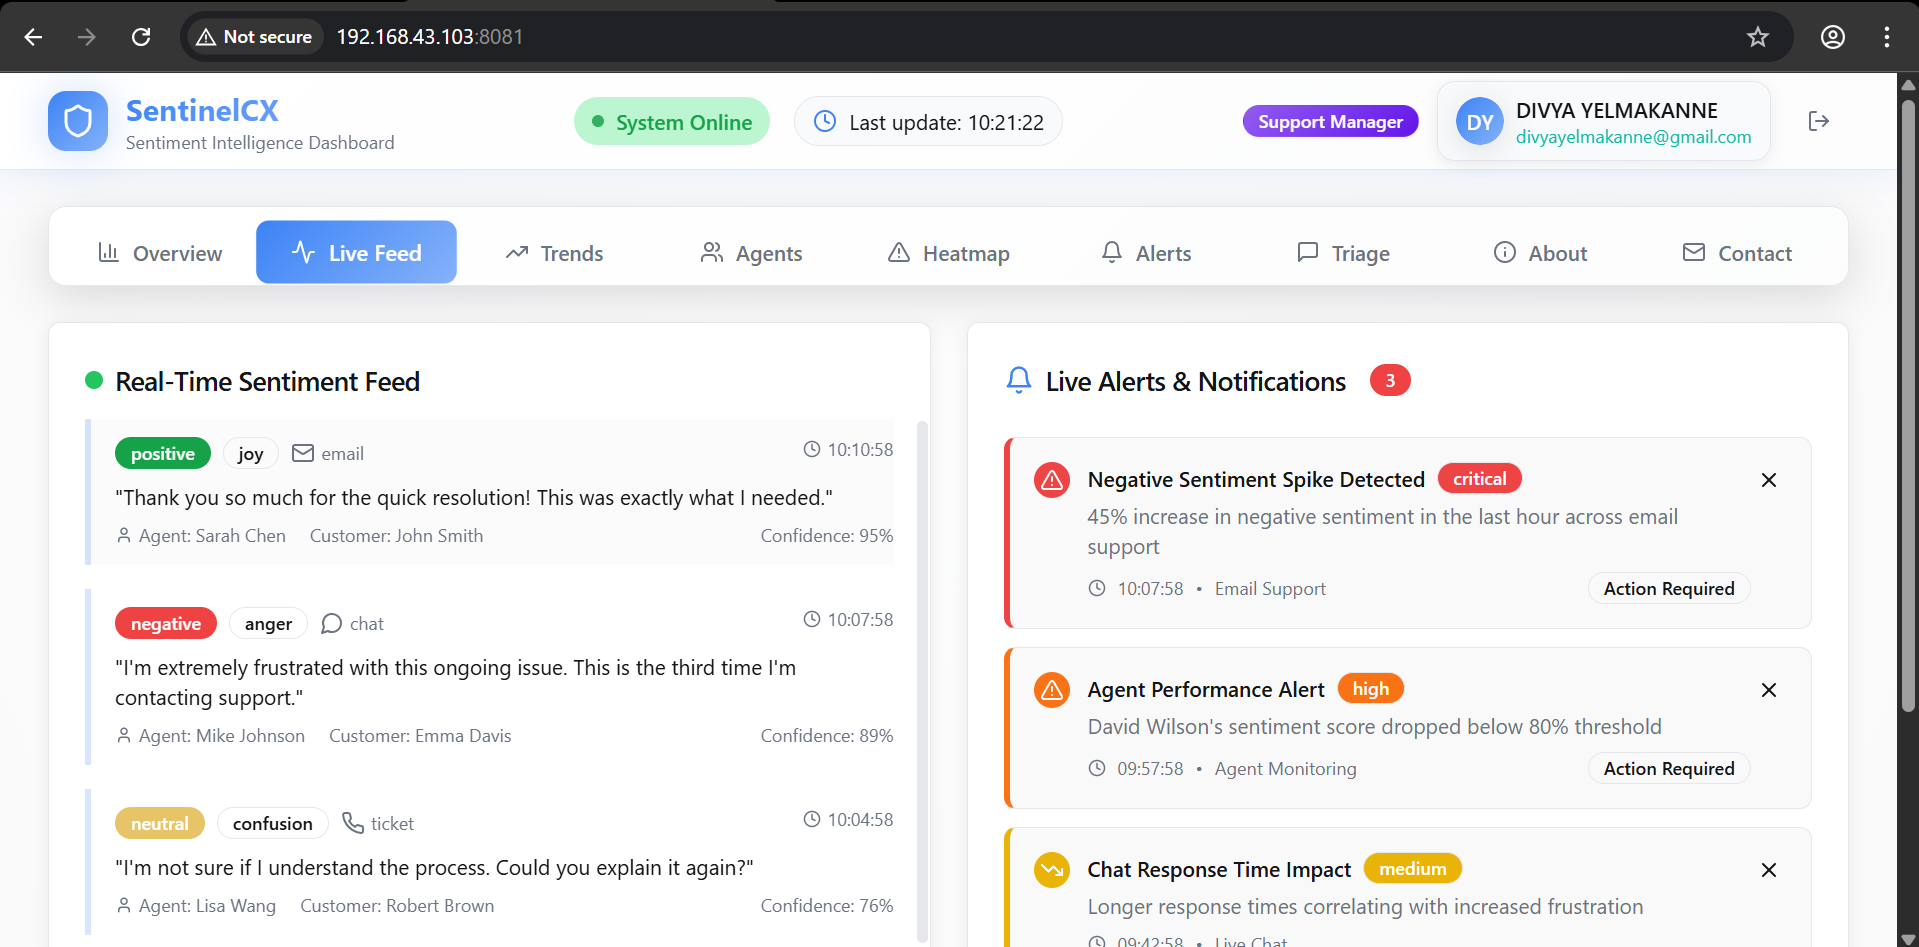 Not secure 192.168.43.103:8081
SentinelCX
Sentiment Intelligence Dashboard
System Online
Last update: 10:21:22
Support Manager
DY
DIVYA YELMAKANNE
divyayelmakanne@gmail.com
Overview
Live Feed
Trends
Agents
Heatmap
Alerts
Triage
About
Contact
Real-Time Sentiment Feed
positive joy email 10:10:58
"Thank you so much for the quick resolution! This was exactly what I needed."
Agent: Sarah Chen Customer: John Smith Confidence: 95%
negative anger chat 10:07:58
"I'm extremely frustrated with this ongoing issue. This is the third time I'm
contacting support."
Agent: Mike Johnson Customer: Emma Davis Confidence: 89%
neutral confusion ticket 10:04:58
"I'm not sure if I understand the process. Could you explain it again?"
Agent: Lisa Wang Customer: Robert Brown Confidence: 76%
Live Alerts & Notifications 3
Negative Sentiment Spike Detected critical
45% increase in negative sentiment in the last hour across email
support
10:07:58 • Email Support Action Required
Agent Performance Alert high
David Wilson's sentiment score dropped below 80% threshold
09:57:58 • Agent Monitoring Action Required
Chat Response Time Impact medium
Longer response times correlating with increased frustration
09:42:58 • Live Chat